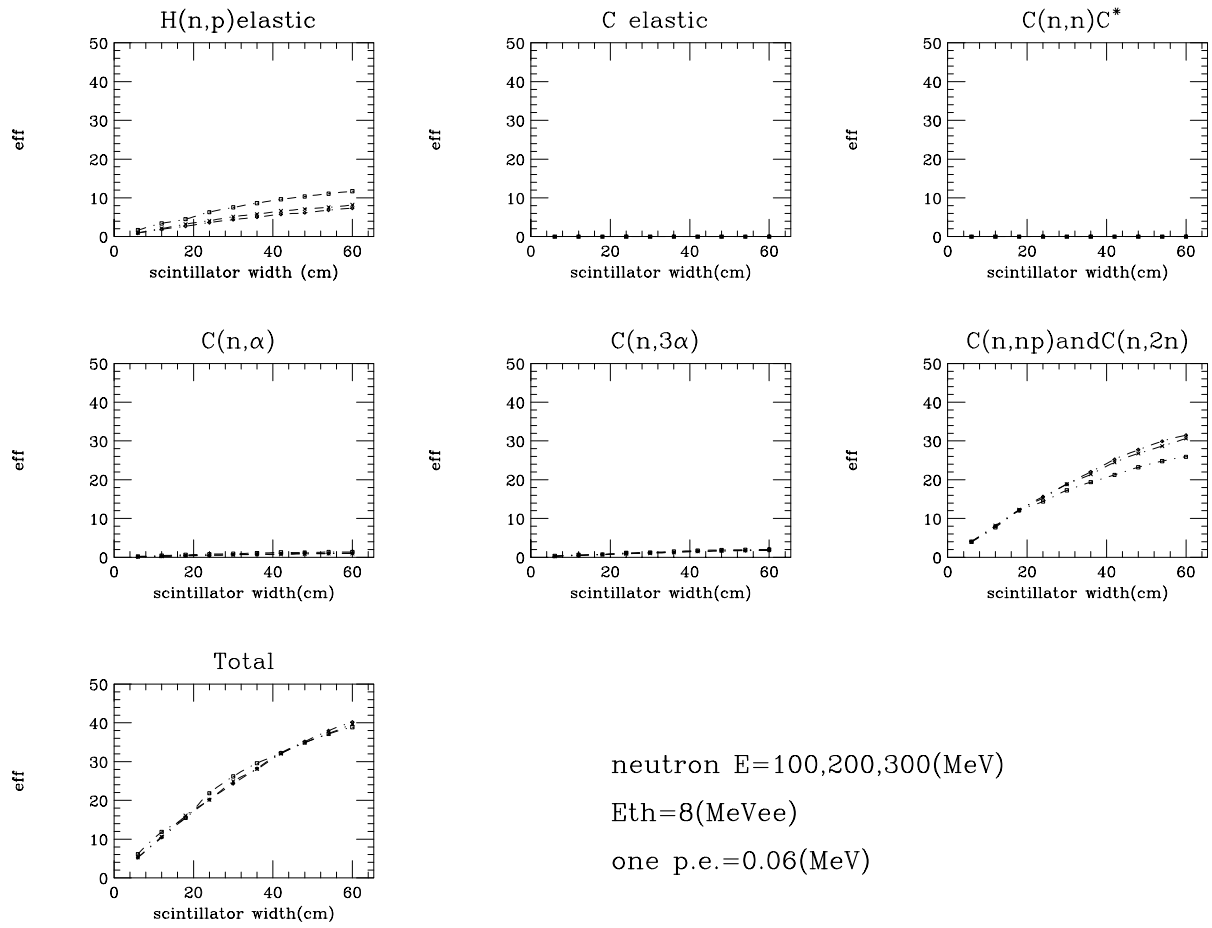 H(n,p)elastic
50
40
30
20
10
0
eff
0 20 40 60
scintillator width (cm)
C elastic
50
40
30
20
10
0
eff
0 20 40 60
scintillator width(cm)
C(n,n)C*
50
40
30
20
10
0
eff
0 20 40 60
scintillator width(cm)
C(n,α)
50
40
30
20
10
0
eff
0 20 40 60
scintillator width(cm)
C(n,3α)
50
40
30
20
10
0
eff
0 20 40 60
scintillator width(cm)
C(n,np)andC(n,2n)
50
40
30
20
10
0
eff
0 20 40 60
scintillator width(cm)
Total
50
40
30
20
10
0
eff
0 20 40 60
scintillator width(cm)
neutron E=100,200,300(MeV)
Eth=8(MeVee)
one p.e.=0.06(MeV)